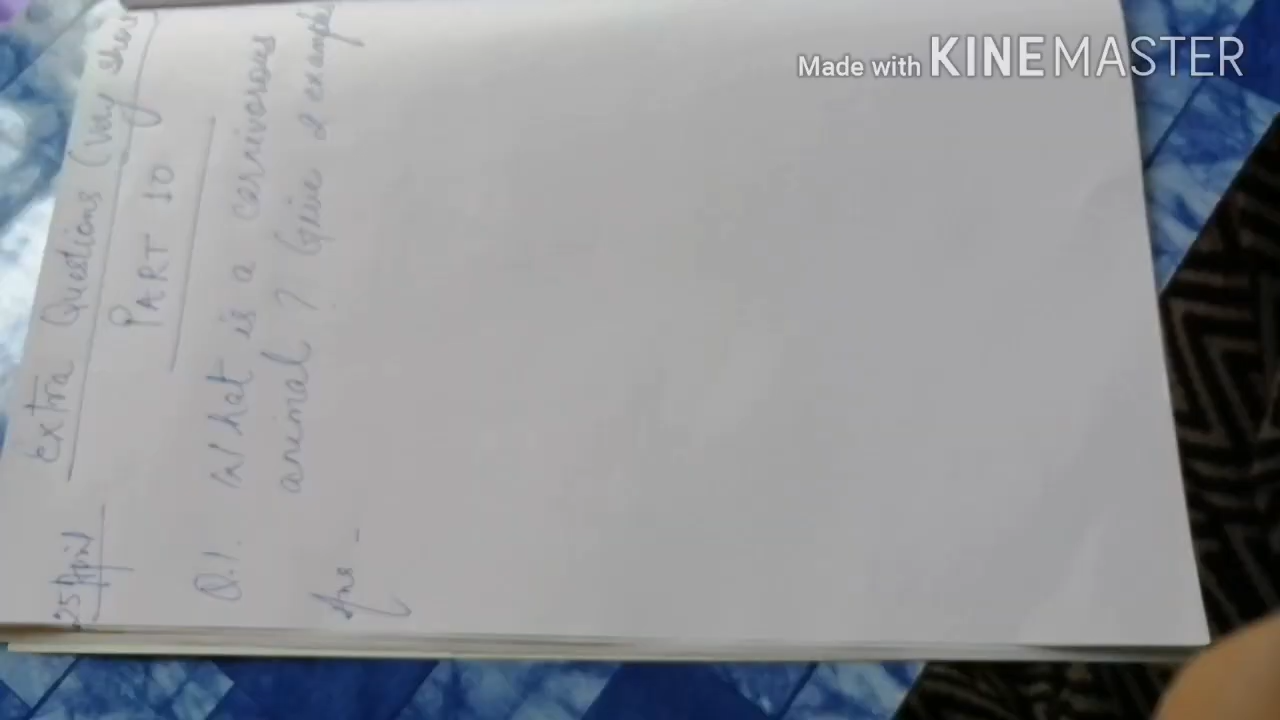 25 April
Extra Questions (Very Short
PART 10
Q.1. What is a carnivorous
animal? Give 2 examples
Ans -
Made with KINEMASTER